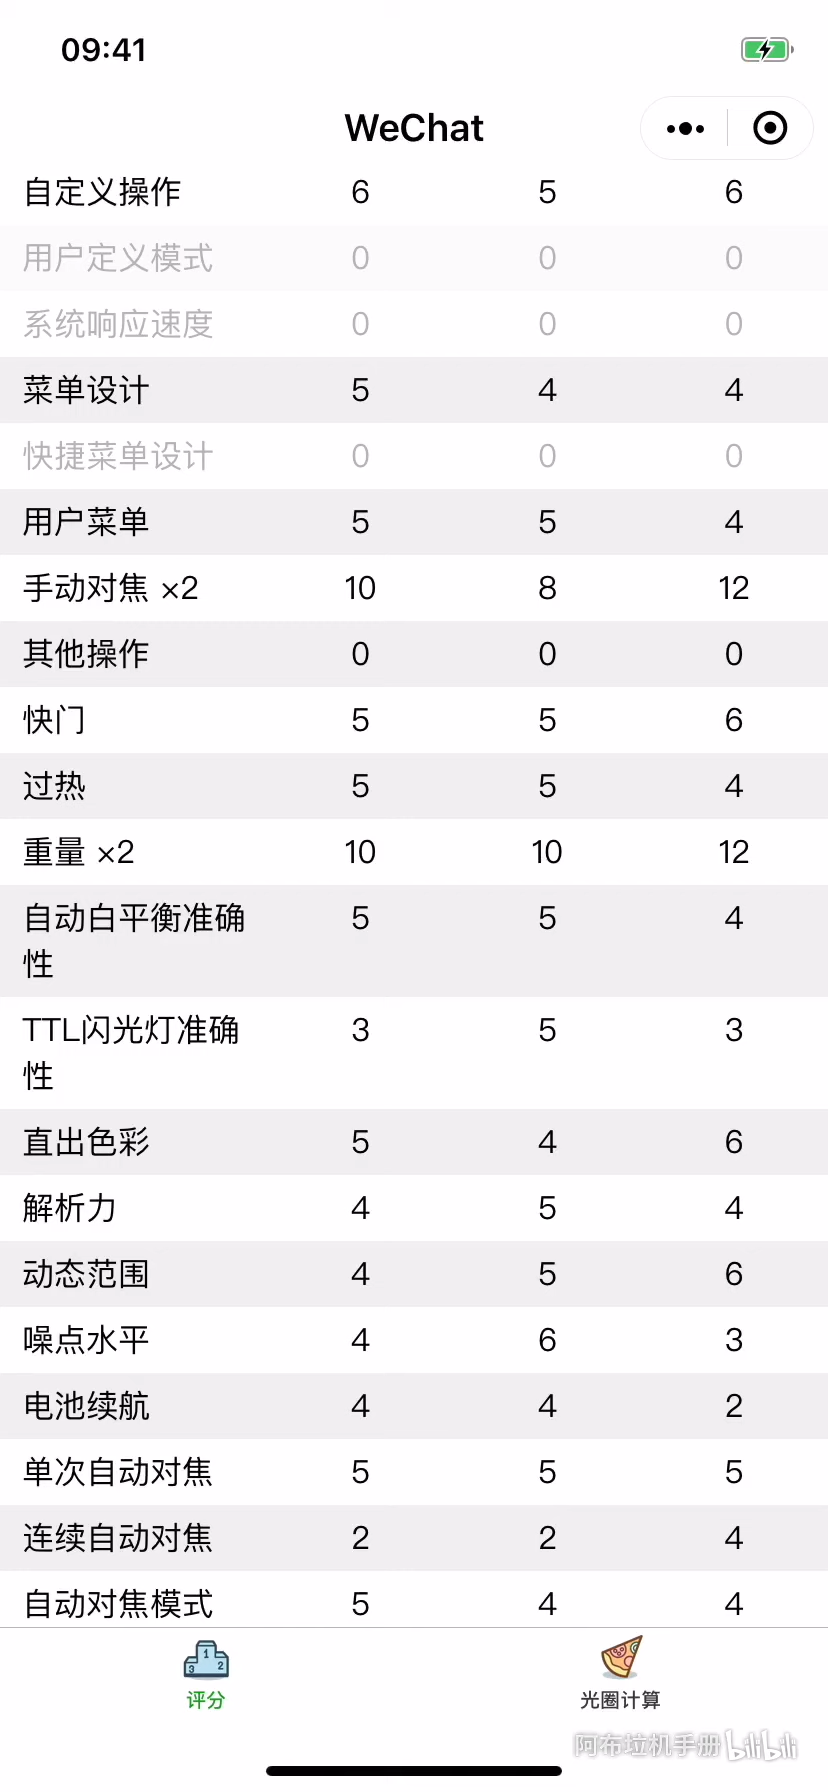 09:41
WeChat
自定义操作 6 5 6
用户定义模式 0 0 0
系统响应速度 0 0 0
菜单设计 5 4 4
快捷菜单设计 0 0 0
用户菜单 5 5 4
手动对焦 ×2 10 8 12
其他操作 0 0 0
快门 5 5 6
过热 5 5 4
重量 ×2 10 10 12
自动白平衡准确 5 5 4
性
TTL闪光灯准确 3 5 3
性
直出色彩 5 4 6
解析力 4 5 4
动态范围 4 5 6
噪点水平 4 6 3
电池续航 4 4 2
单次自动对焦 5 5 5
连续自动对焦 2 2 4
自动对焦模式 5 4 4
1
3 2
评分 光圈计算
阿布垃机手册 bilibili